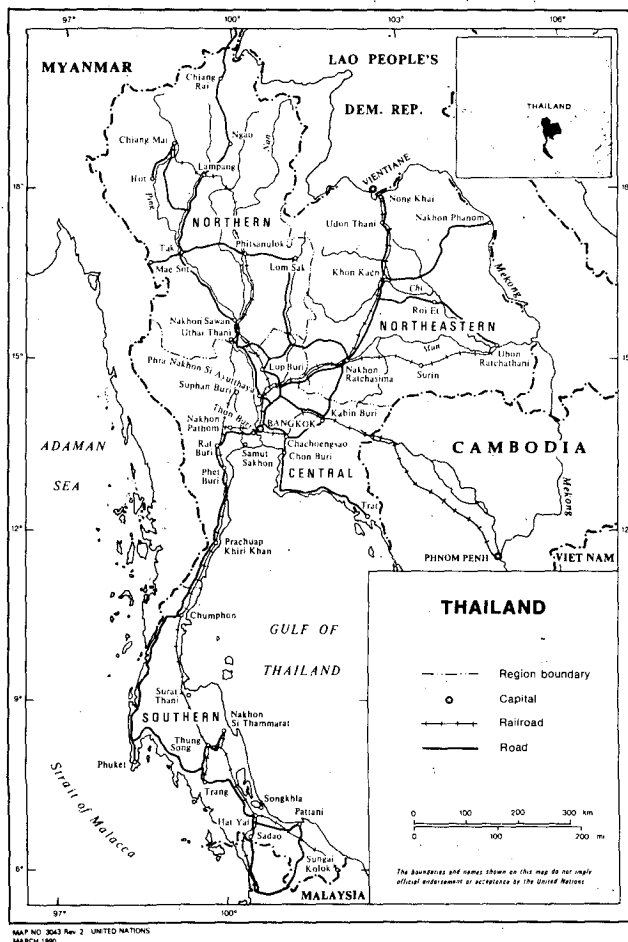 97°
100°
103°
106°
MYANMAR
LAO PEOPLE'S
DEM. REP.
THAILAND
Chiang
Rai
Chiang Mai
Ngao
Nan
Hot
Lampang
VIENTIANE
Nong Khai
18°
Ping
NORTHERN
Udon Thani
Nakhon Phanom
Tak
Phitsanulok
Mae Sot
Lom Sak
Khon Kaen
Mekong
Chi
Roi Et
Nakhon Sawan
Uthai Thani
NORTHEASTERN
15°
15°
Phra Nakhon Si Ayutthaya
Lop Buri
Mun
Ubon
Ratchathani
Suphan Buri
Nakhon
Ratchasima
Surin
Thon Buri
Nakhon
Pathom
BANGKOK
Kabin Buri
ADAMAN
SEA
Rat
Buri
Samut
Sakhon
Chachoengsao
Chon Buri
CENTRAL
CAMBODIA
Phet
Buri
Trat
Mekong
12°
Prachuap
Khiri Khan
PHNOM PENH
VIET NAM
Chumphon
GULF OF
THAILAND
9°
Surat
Thani
SOUTHERN
Nakhon
Si Thammarat
Thung
Song
Phuket
Trang
Strait of Malacca
Songkhla
Pattani
Hat Yai
Sadao
6°
Sungai
Kolok
MALAYSIA
97°
100°
THAILAND
Region boundary
Capital
Railroad
Road
0 100 200 300 km
0 100 200 mi
The boundaries and names shown on this map do not imply
official endorsement or acceptance by the United Nations
MAP NO 3043 Rev. 2 UNITED NATIONS
MARCH 1990